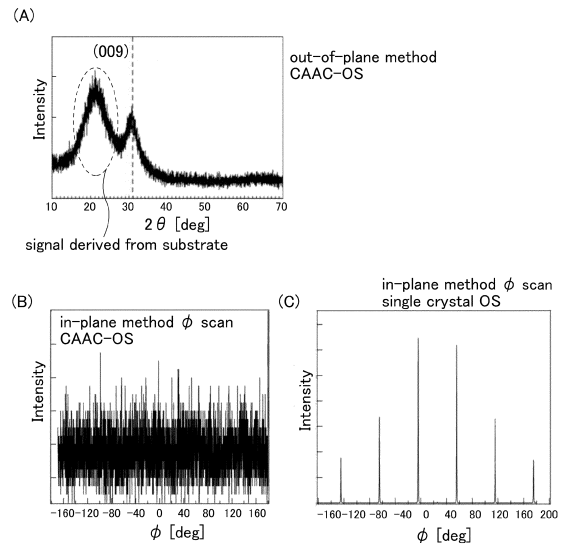 (A)
(009)
out-of-plane method
CAAC-OS
Intensity
10 20 30 40 50 60 70
2θ [deg]
signal derived from substrate
(B)
in-plane method φ scan
CAAC-OS
Intensity
-160 -120 -80 -40 0 40 80 120 160
φ [deg]
in-plane method φ scan
single crystal OS
(C)
Intensity
-160 -120 -80 -40 0 40 80 120 160 200
φ [deg]